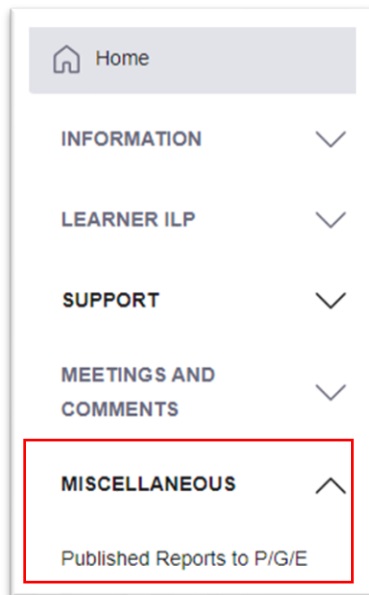 Home
INFORMATION
LEARNER ILP
SUPPORT
MEETINGS AND
COMMENTS
MISCELLANEOUS
Published Reports to P/G/E